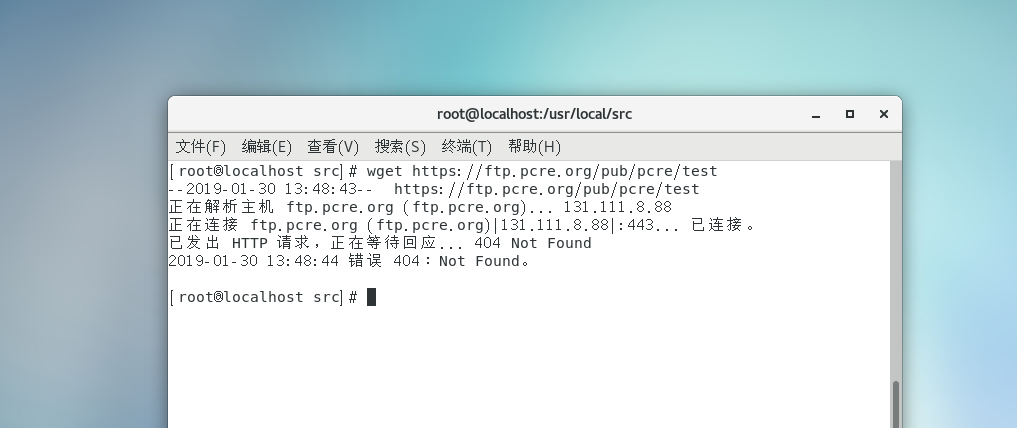 root@localhost:/usr/local/src
文件(F) 编辑(E) 查看(V) 搜索(S) 终端(T) 帮助(H)
[root@localhost src]# wget https://ftp.pcre.org/pub/pcre/test
--2019-01-30 13:48:43--  https://ftp.pcre.org/pub/pcre/test
正在解析主机 ftp.pcre.org (ftp.pcre.org)... 131.111.8.88
正在连接 ftp.pcre.org (ftp.pcre.org)|131.111.8.88|:443... 已连接。
已发出 HTTP 请求，正在等待回应... 404 Not Found
2019-01-30 13:48:44 错误 404：Not Found。
[root@localhost src]#